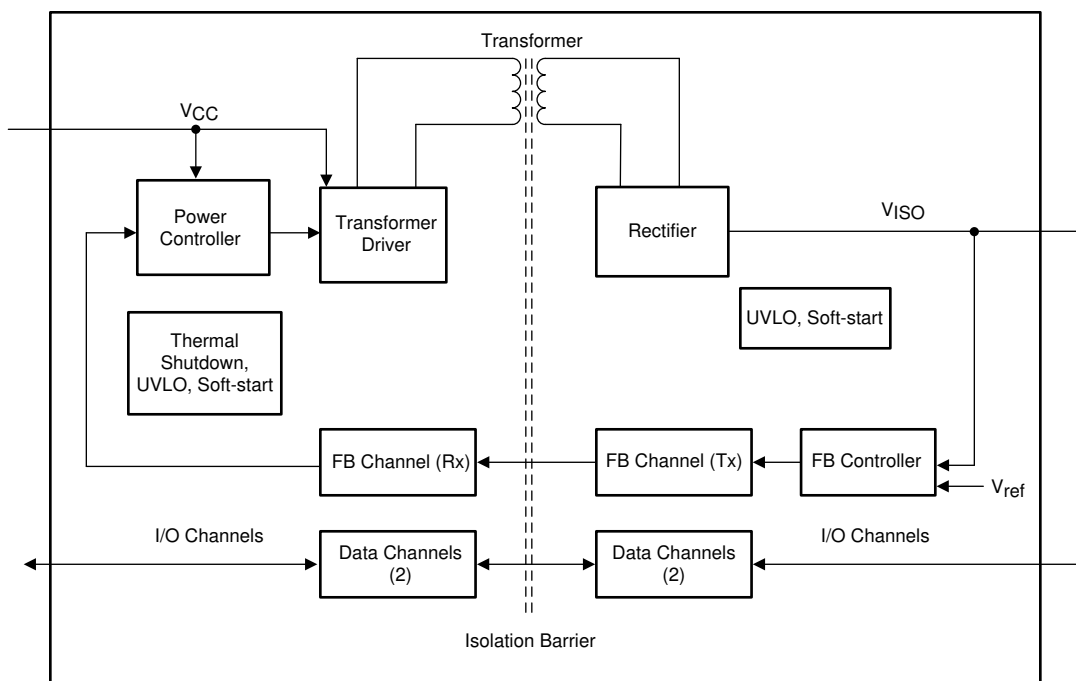 Transformer
VCC
Power
Controller
Transformer
Driver
Rectifier
VISO
Thermal
Shutdown,
UVLO, Soft-start
UVLO, Soft-start
FB Channel (Rx)
FB Channel (Tx)
FB Controller
Vref
I/O Channels
Data Channels
(2)
Data Channels
(2)
I/O Channels
Isolation Barrier